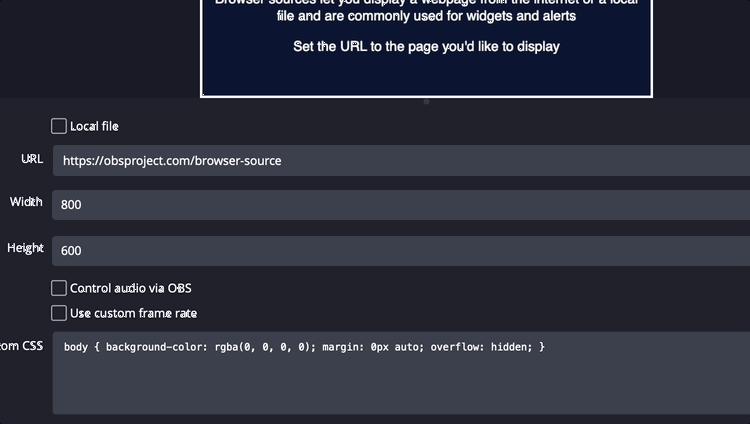 Browser sources let you display a webpage from the internet or a local
file and are commonly used for widgets and alerts
Set the URL to the page you'd like to display
Local file
URL https://obsproject.com/browser-source
Width 800
Height 600
Control audio via OBS
Use custom frame rate
om CSS body { background-color: rgba(0, 0, 0, 0); margin: 0px auto; overflow: hidden; }